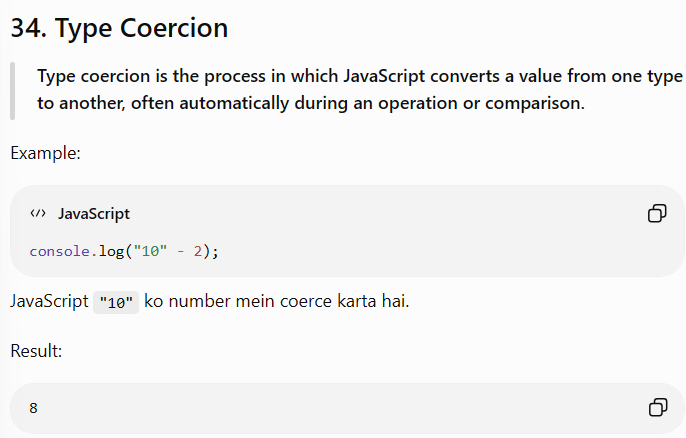 34. Type Coercion
Type coercion is the process in which JavaScript converts a value from one type
to another, often automatically during an operation or comparison.
Example:
</> JavaScript
console.log("10" - 2);
JavaScript "10" ko number mein coerce karta hai.
Result:
8